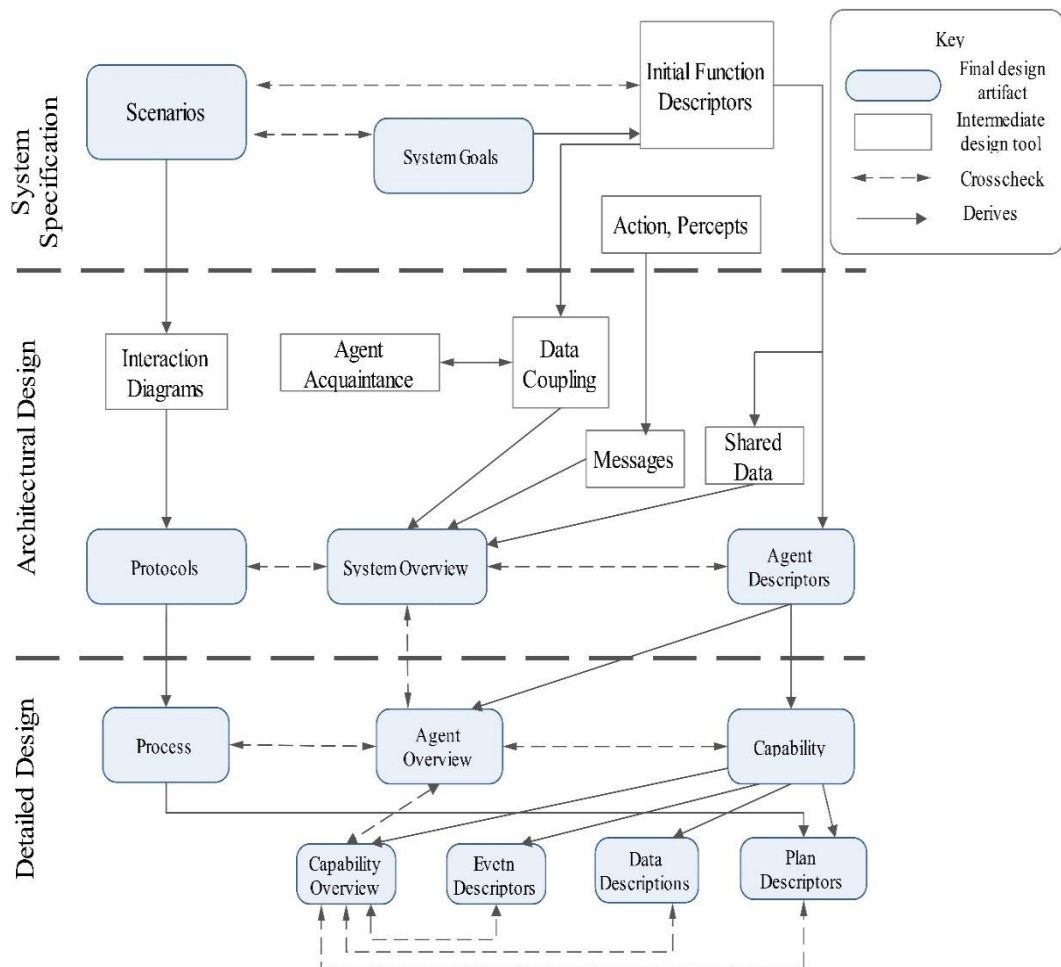 Key
Final design
artifact
Intermediate
design tool
Crosscheck
Derives
System
Specification
Scenarios
System Goals
Initial Function
Descriptors
Action, Percepts
Architectural Design
Interaction
Diagrams
Agent
Acquaintance
Data
Coupling
Messages
Shared
Data
Protocols
System Overview
Agent
Descriptors
Detailed Design
Process
Agent
Overview
Capability
Capability
Overview
Evctn
Descriptors
Data
Descriptions
Plan
Descriptors